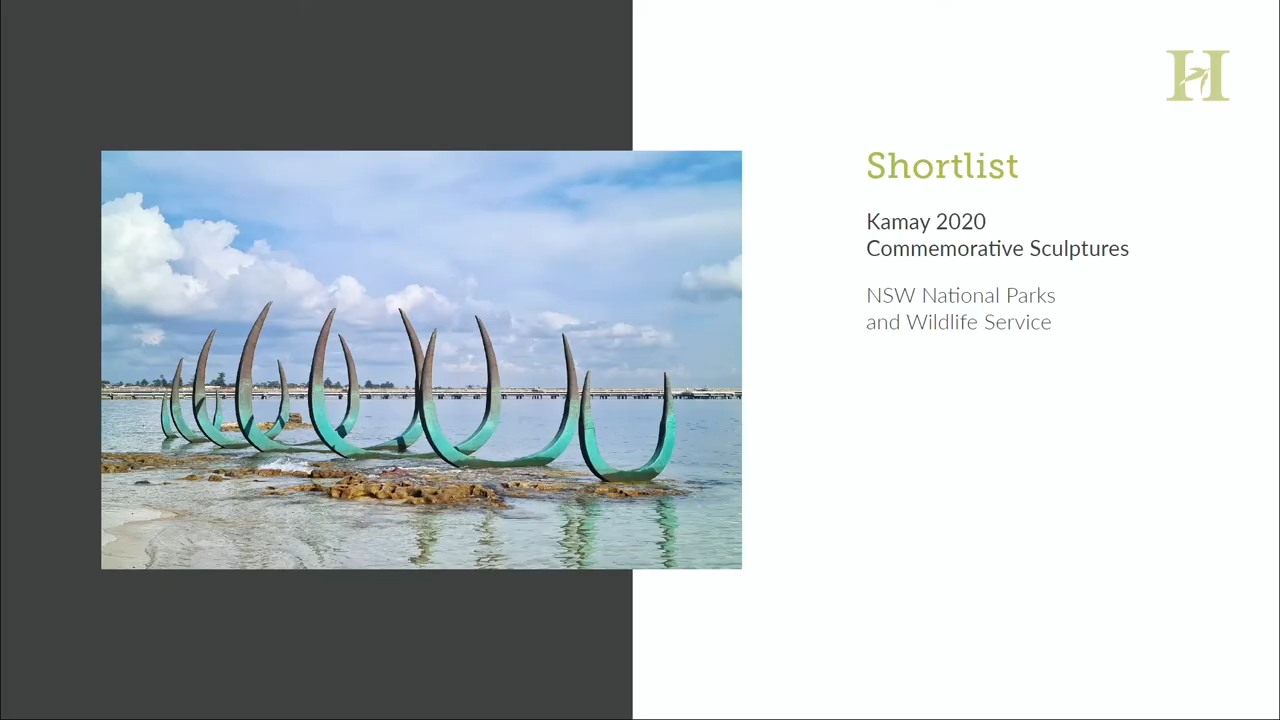 H
Shortlist
Kamay 2020
Commemorative Sculptures
NSW National Parks
and Wildlife Service